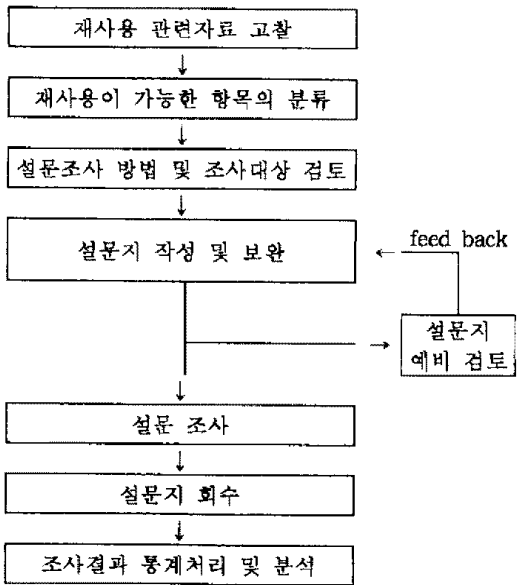 재사용 관련자료 고찰
재사용이 가능한 항목의 분류
설문조사 방법 및 조사대상 검토
설문지 작성 및 보완
feed back
설문지
예비 검토
설문 조사
설문지 회수
조사결과 통계처리 및 분석